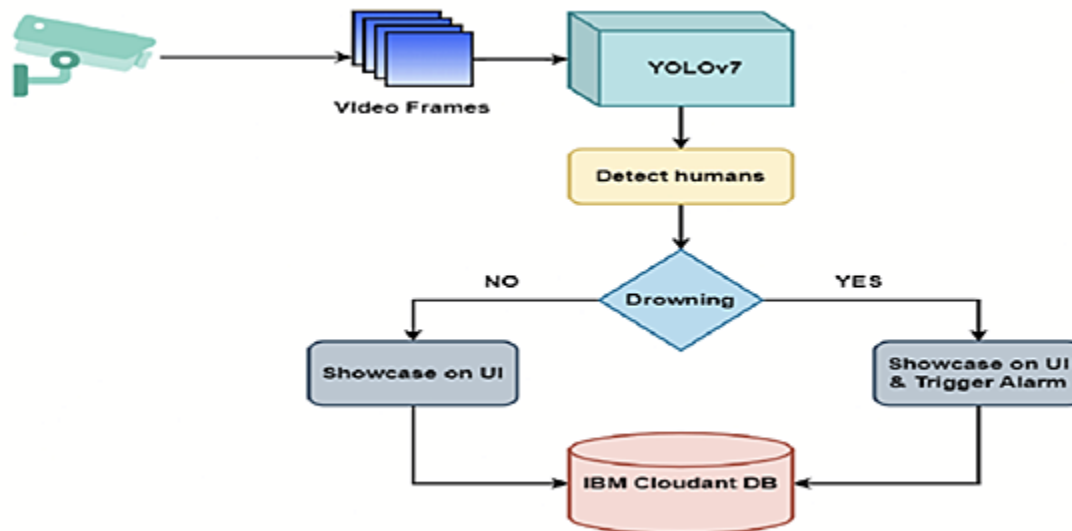 YOLOv7
Video Frames
Detect humans
NO
YES
Drowning
Showcase on UI
Showcase on UI
& Trigger Alarm
IBM Cloudant DB